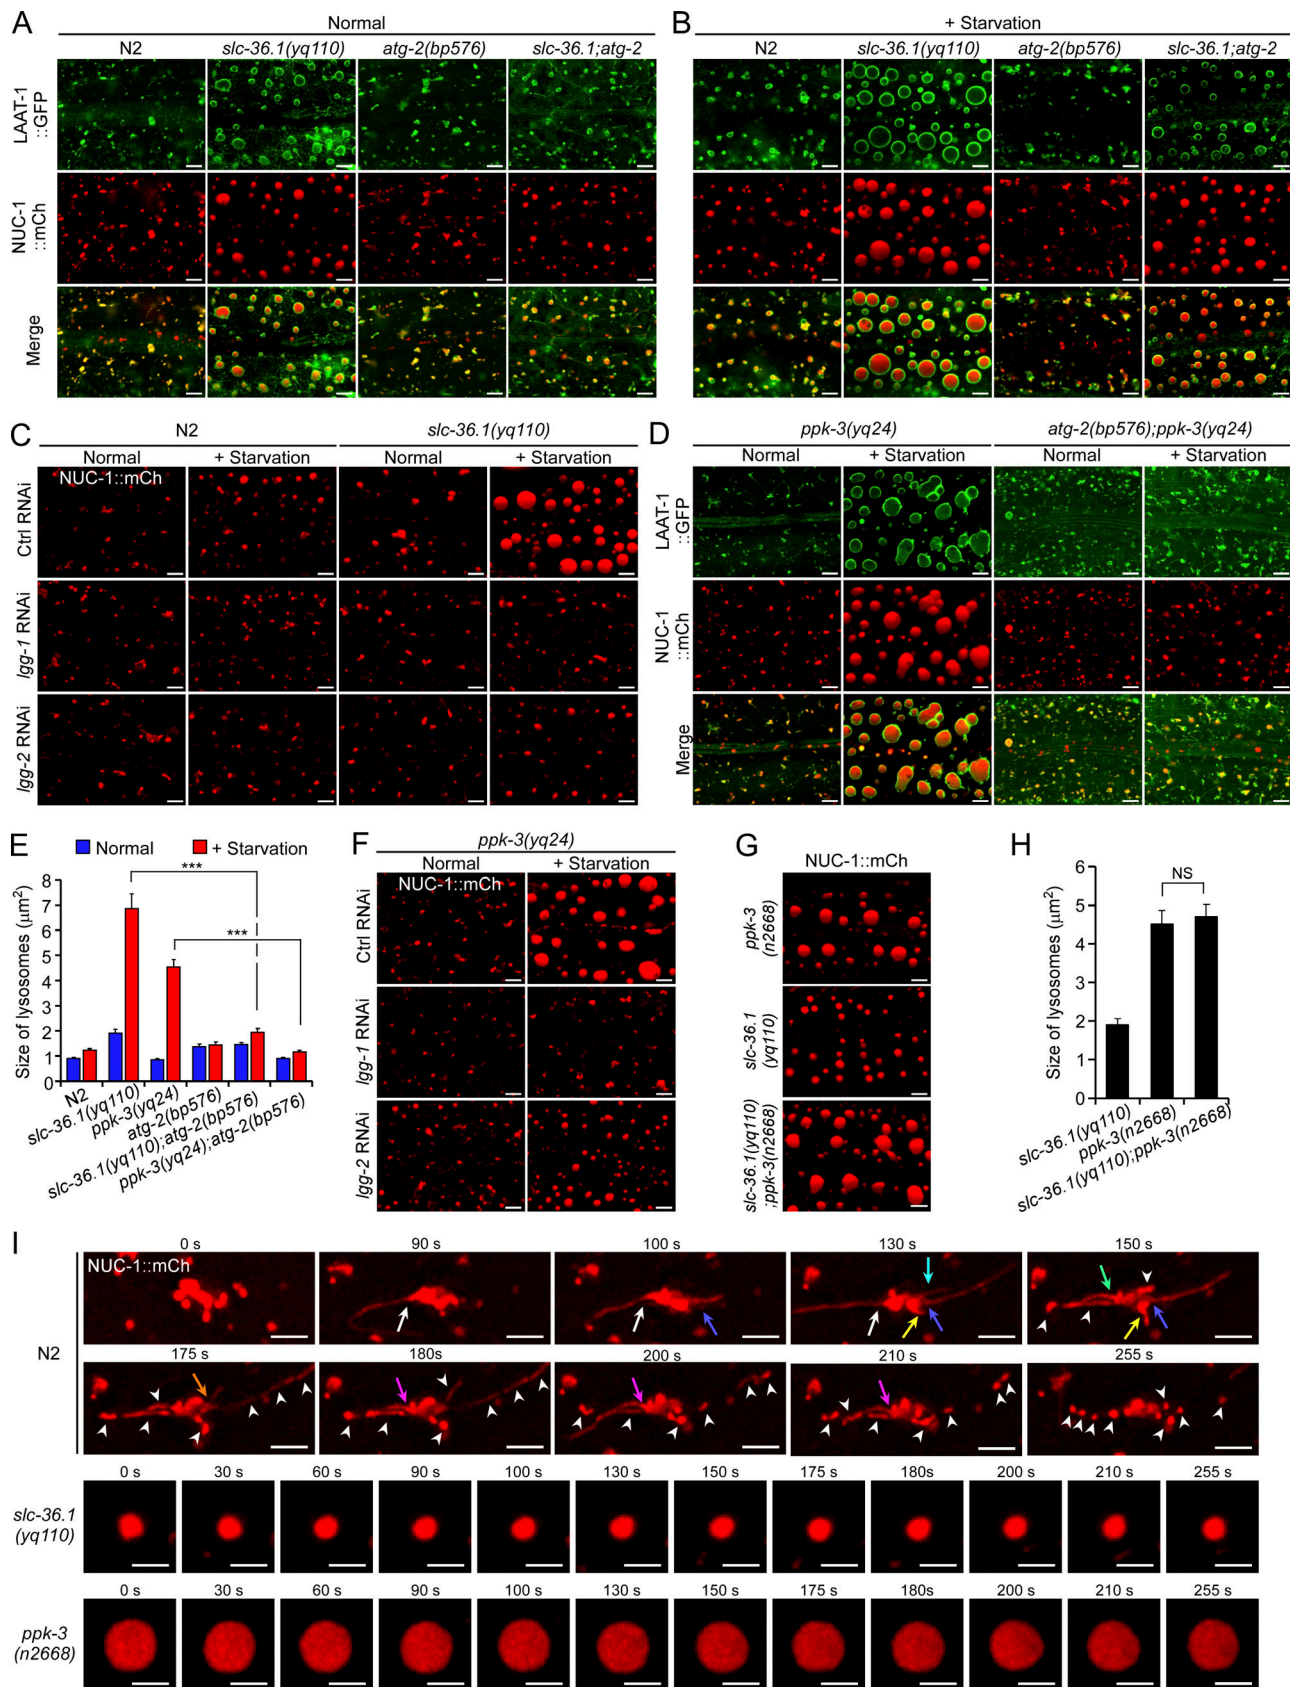 A
Normal
N2
slc-36.1(yq110)
atg-2(bp576)
slc-36.1;atg-2
LAAT-1
::GFP
NUC-1
::mCh
Merge
B
+ Starvation
N2
slc-36.1(yq110)
atg-2(bp576)
slc-36.1;atg-2
C
N2
slc-36.1(yq110)
Normal
+ Starvation
Normal
+ Starvation
NUC-1::mCh
Ctrl RNAi
lgg-1 RNAi
lgg-2 RNAi
D
ppk-3(yq24)
atg-2(bp576);ppk-3(yq24)
Normal
+ Starvation
Normal
+ Starvation
LAAT-1
::GFP
NUC-1
::mCh
Merge
E
Normal
+ Starvation
***
***
Size of lysosomes (µm²)
8
7
6
5
4
3
2
1
0
N2
slc-36.1(yq110)
ppk-3(yq24)
atg-2(bp576)
slc-36.1(yq110);atg-2(bp576)
ppk-3(yq24);atg-2(bp576)
F
ppk-3(yq24)
Normal
+ Starvation
NUC-1::mCh
Ctrl RNAi
lgg-1 RNAi
lgg-2 RNAi
G
NUC-1::mCh
ppk-3
(n2668)
slc-36.1
(yq110)
slc-36.1(yq110)
;ppk-3(n2668)
H
NS
Size of lysosomes (µm²)
6
5
4
3
2
1
0
slc-36.1(yq110)
ppk-3(n2668)
slc-36.1(yq110);ppk-3(n2668)
I
0 s
90 s
100 s
130 s
150 s
NUC-1::mCh
N2
175 s
180s
200 s
210 s
255 s
0 s
30 s
60 s
90 s
100 s
130 s
150 s
175 s
180s
200 s
210 s
255 s
slc-36.1
(yq110)
0 s
30 s
60 s
90 s
100 s
130 s
150 s
175 s
180s
200 s
210 s
255 s
ppk-3
(n2668)